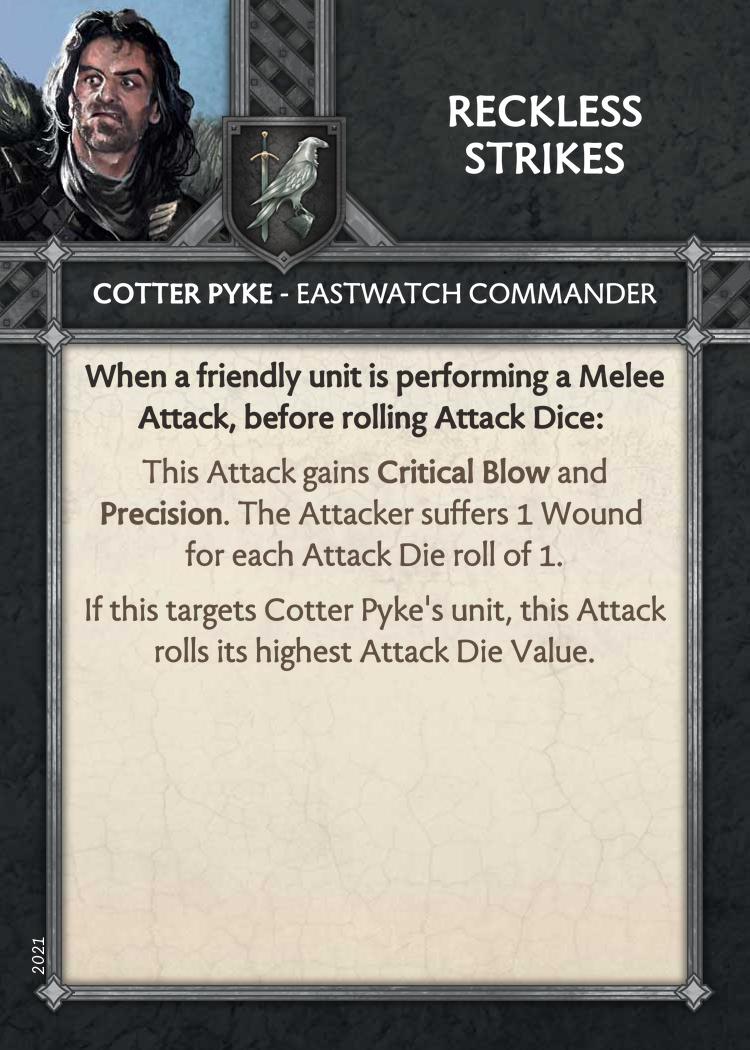 RECKLESS
STRIKES
COTTER PYKE - EASTWATCH COMMANDER
When a friendly unit is performing a Melee
Attack, before rolling Attack Dice:
This Attack gains Critical Blow and
Precision. The Attacker suffers 1 Wound
for each Attack Die roll of 1.
If this targets Cotter Pyke's unit, this Attack
rolls its highest Attack Die Value.
2021